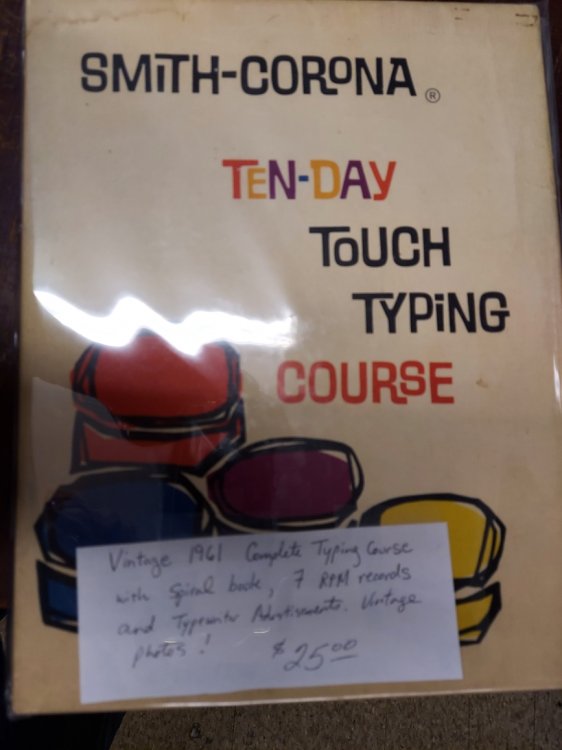 SMiTH-CORONA ®
TEN-DAY
ToUCH
TYPiNG
COURSE
Vintage 1961 Complete Typing Course
with spiral book, 7 RPM records
and Typewriter Advertisments. Vintage
photos! $25.00